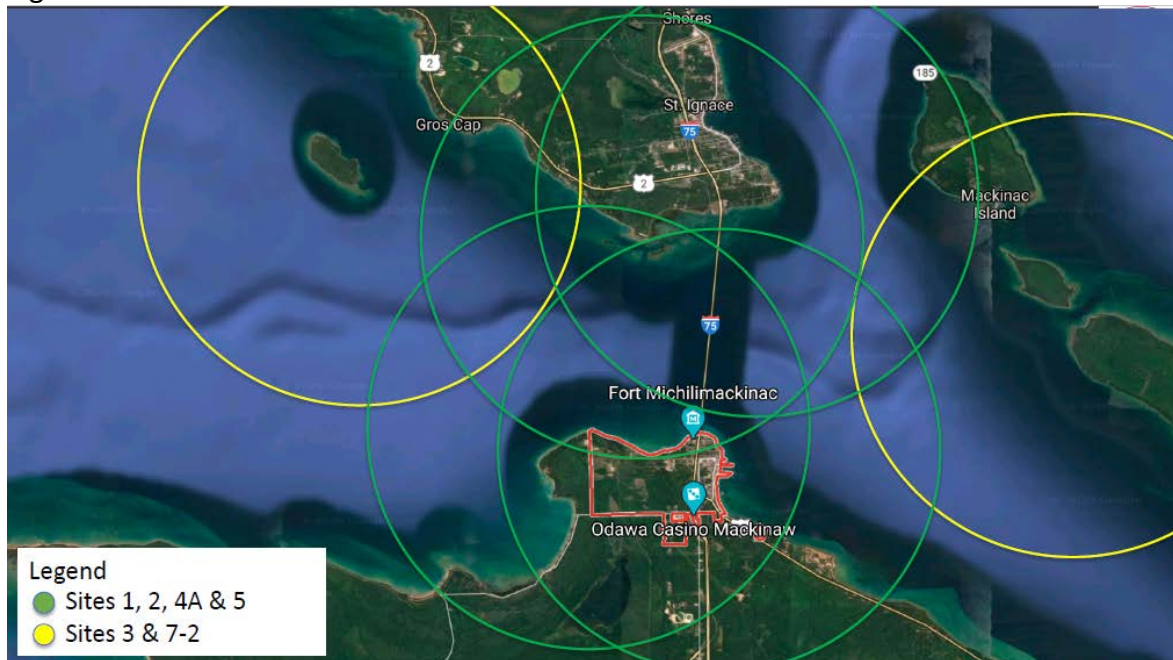 Shores
185
2
St. Ignace
Gros Cap
75
2
Mackinac
Island
75
Fort Michilimackinac
Odawa Casino Mackinaw
Legend
Sites 1, 2, 4A & 5
Sites 3 & 7-2